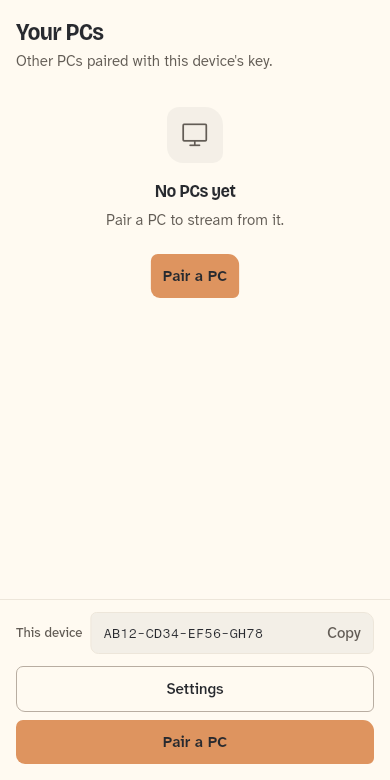 Your PCs
Other PCs paired with this device's key.
No PCs yet
Pair a PC to stream from it.
Pair a PC
This device
AB12-CD34-EF56-GH78
Copy
Settings
Pair a PC